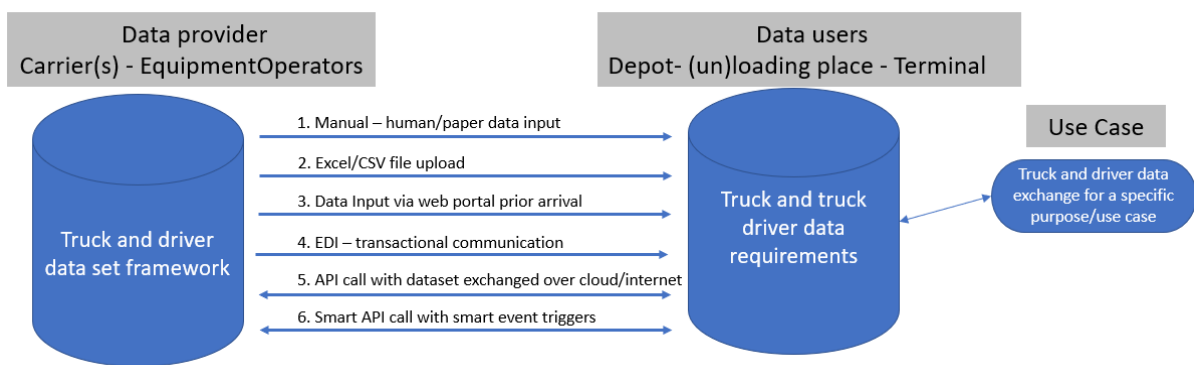 Data provider
Carrier(s) - EquipmentOperators
Data users
Depot- (un)loading place - Terminal
1. Manual – human/paper data input
2. Excel/CSV file upload
3. Data Input via web portal prior arrival
4. EDI – transactional communication
5. API call with dataset exchanged over cloud/internet
6. Smart API call with smart event triggers
Truck and driver
data set framework
Truck and truck
driver data
requirements
Use Case
Truck and driver data
exchange for a specific
purpose/use case